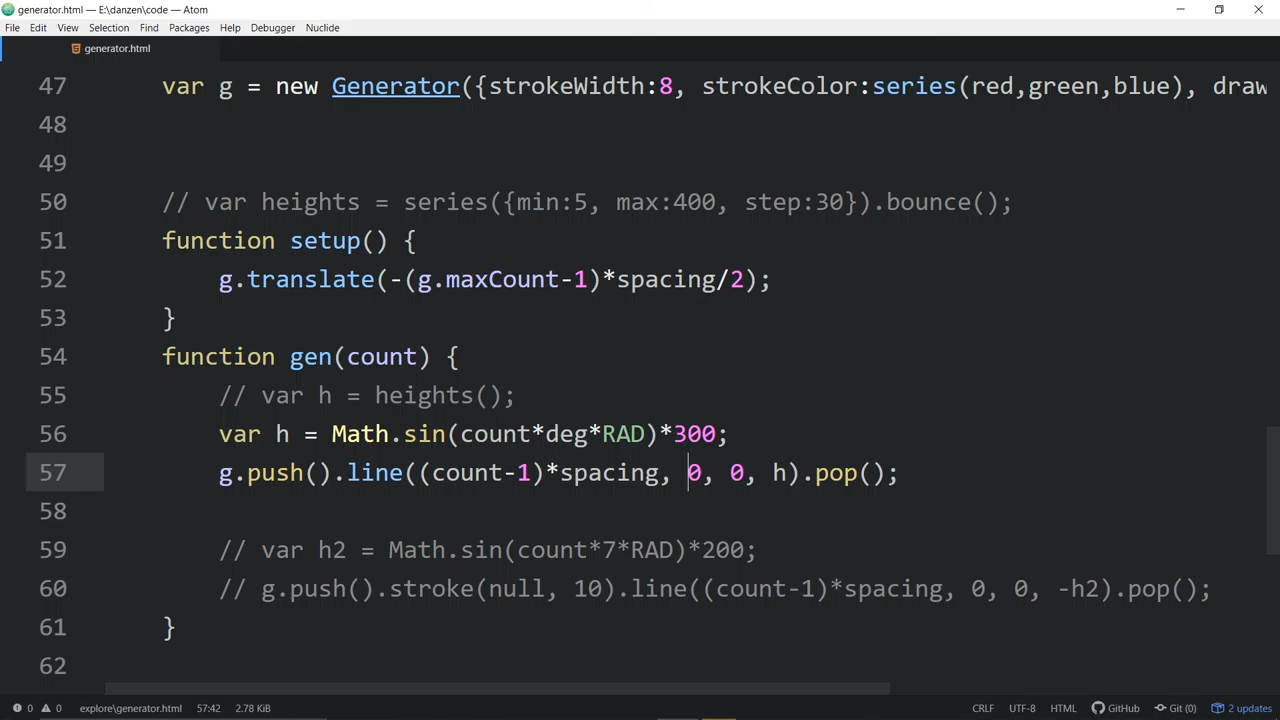 generator.html — E:\danzen\code — Atom
File Edit View Selection Find Packages Help Debugger Nuclide
generator.html
47 var g = new Generator({strokeWidth:8, strokeColor:series(red,green,blue), draw
48
49
50 // var heights = series({min:5, max:400, step:30}).bounce();
51 function setup() {
52 g.translate(-(g.maxCount-1)*spacing/2);
53 }
54 function gen(count) {
55 // var h = heights();
56 var h = Math.sin(count*deg*RAD)*300;
57 g.push().line((count-1)*spacing, 0, 0, h).pop();
58
59 // var h2 = Math.sin(count*7*RAD)*200;
60 // g.push().stroke(null, 10).line((count-1)*spacing, 0, 0, -h2).pop();
61 }
62
0 0 explore\generator.html 57:42 2.78 KiB CRLF UTF-8 HTML GitHub Git (0) 2 updates